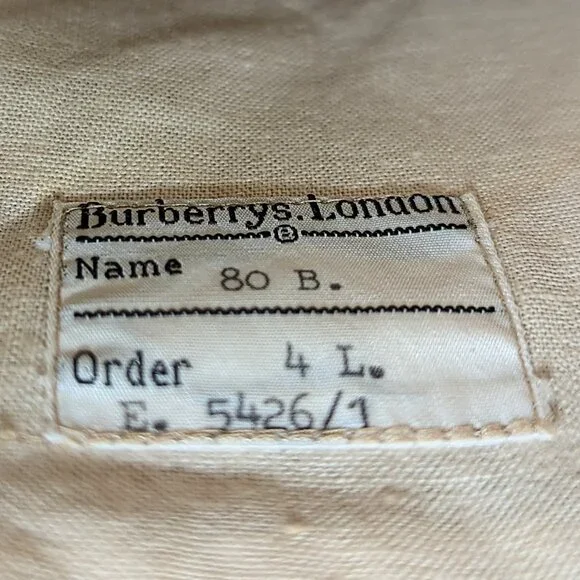 Burberrys. London
B
Name 80 B.
Order 4 L.
E. 5426/1